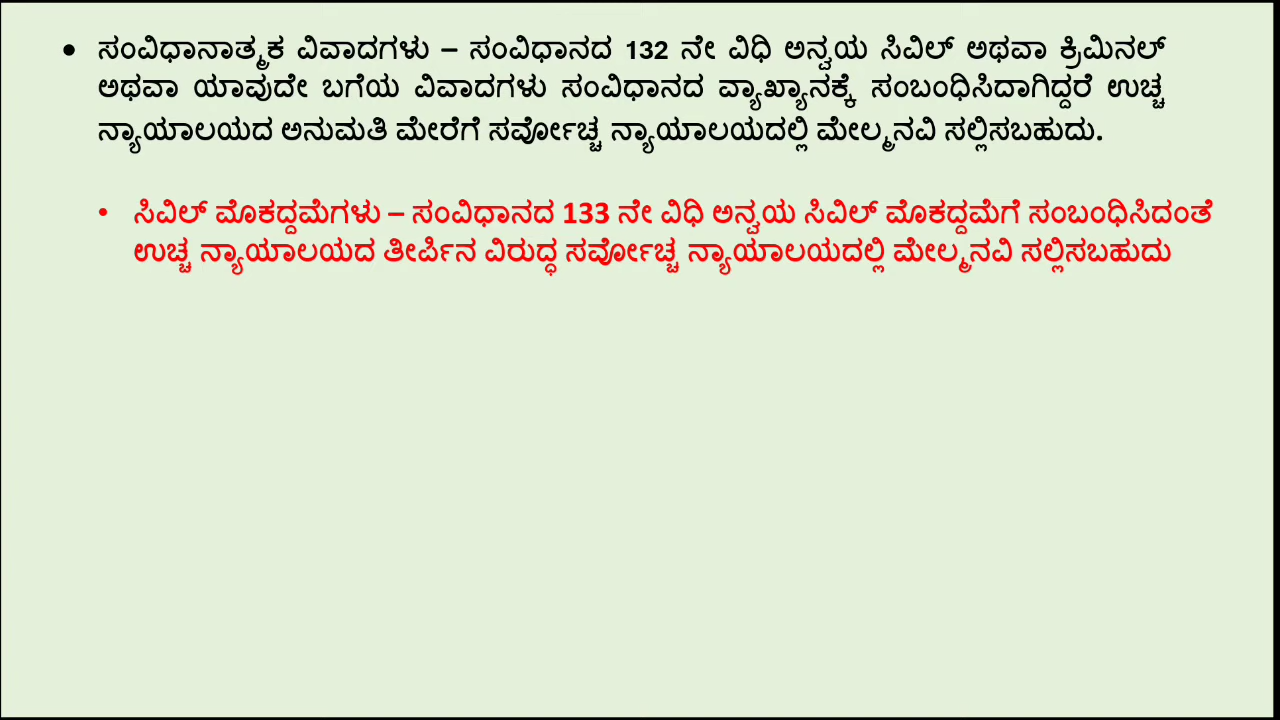 • ಸಂವಿಧಾನಾತ್ಮಕ ವಿವಾದಗಳು – ಸಂವಿಧಾನದ 132 ನೇ ವಿಧಿ ಅನ್ವಯ ಸಿವಿಲ್ ಅಥವಾ ಕ್ರಿಮಿನಲ್
ಅಥವಾ ಯಾವುದೇ ಬಗೆಯ ವಿವಾದಗಳು ಸಂವಿಧಾನದ ವ್ಯಾಖ್ಯಾನಕ್ಕೆ ಸಂಬಂಧಿಸಿದಾಗಿದ್ದರೆ ಉಚ್ಚ
ನ್ಯಾಯಾಲಯದ ಅನುಮತಿ ಮೇರೆಗೆ ಸರ್ವೋಚ್ಚ ನ್ಯಾಯಾಲಯದಲ್ಲಿ ಮೇಲ್ಮನವಿ ಸಲ್ಲಿಸಬಹುದು.
• ಸಿವಿಲ್ ಮೊಕದ್ದಮೆಗಳು – ಸಂವಿಧಾನದ 133 ನೇ ವಿಧಿ ಅನ್ವಯ ಸಿವಿಲ್ ಮೊಕದ್ದಮೆಗೆ ಸಂಬಂಧಿಸಿದಂತೆ
ಉಚ್ಚ ನ್ಯಾಯಾಲಯದ ತೀರ್ಪಿನ ವಿರುದ್ಧ ಸರ್ವೋಚ್ಚ ನ್ಯಾಯಾಲಯದಲ್ಲಿ ಮೇಲ್ಮನವಿ ಸಲ್ಲಿಸಬಹುದು